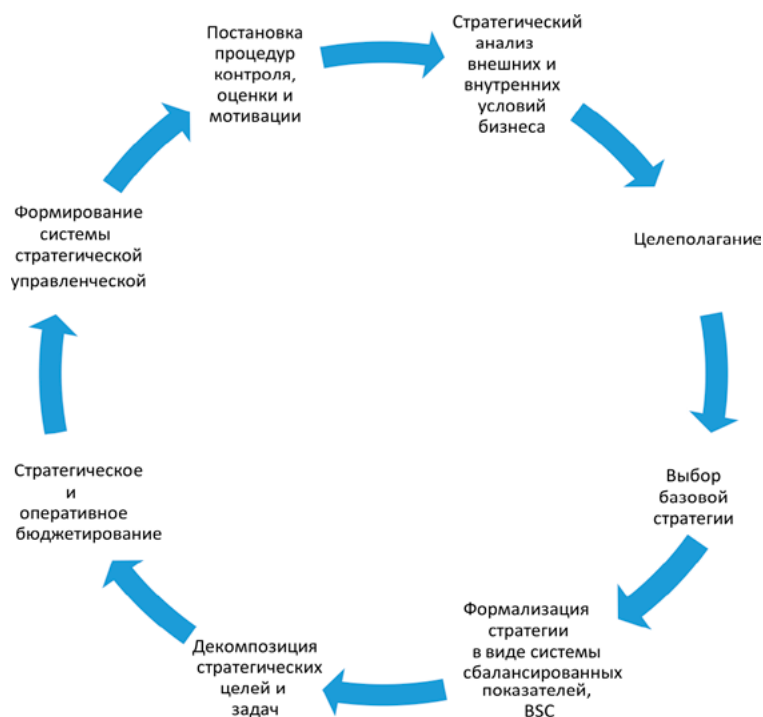 Стратегический
анализ
внешних и
внутренних
условий
бизнеса
Целеполагание
Выбор
базовой
стратегии
Формализация
стратегии
в виде системы
сбалансированных
показателей,
BSC
Декомпозиция
стратегических
целей и
задач
Стратегическое
и
оперативное
бюджетирование
Формирование
системы
стратегической
управленческой
Постановка
процедур
контроля,
оценки и
мотивации